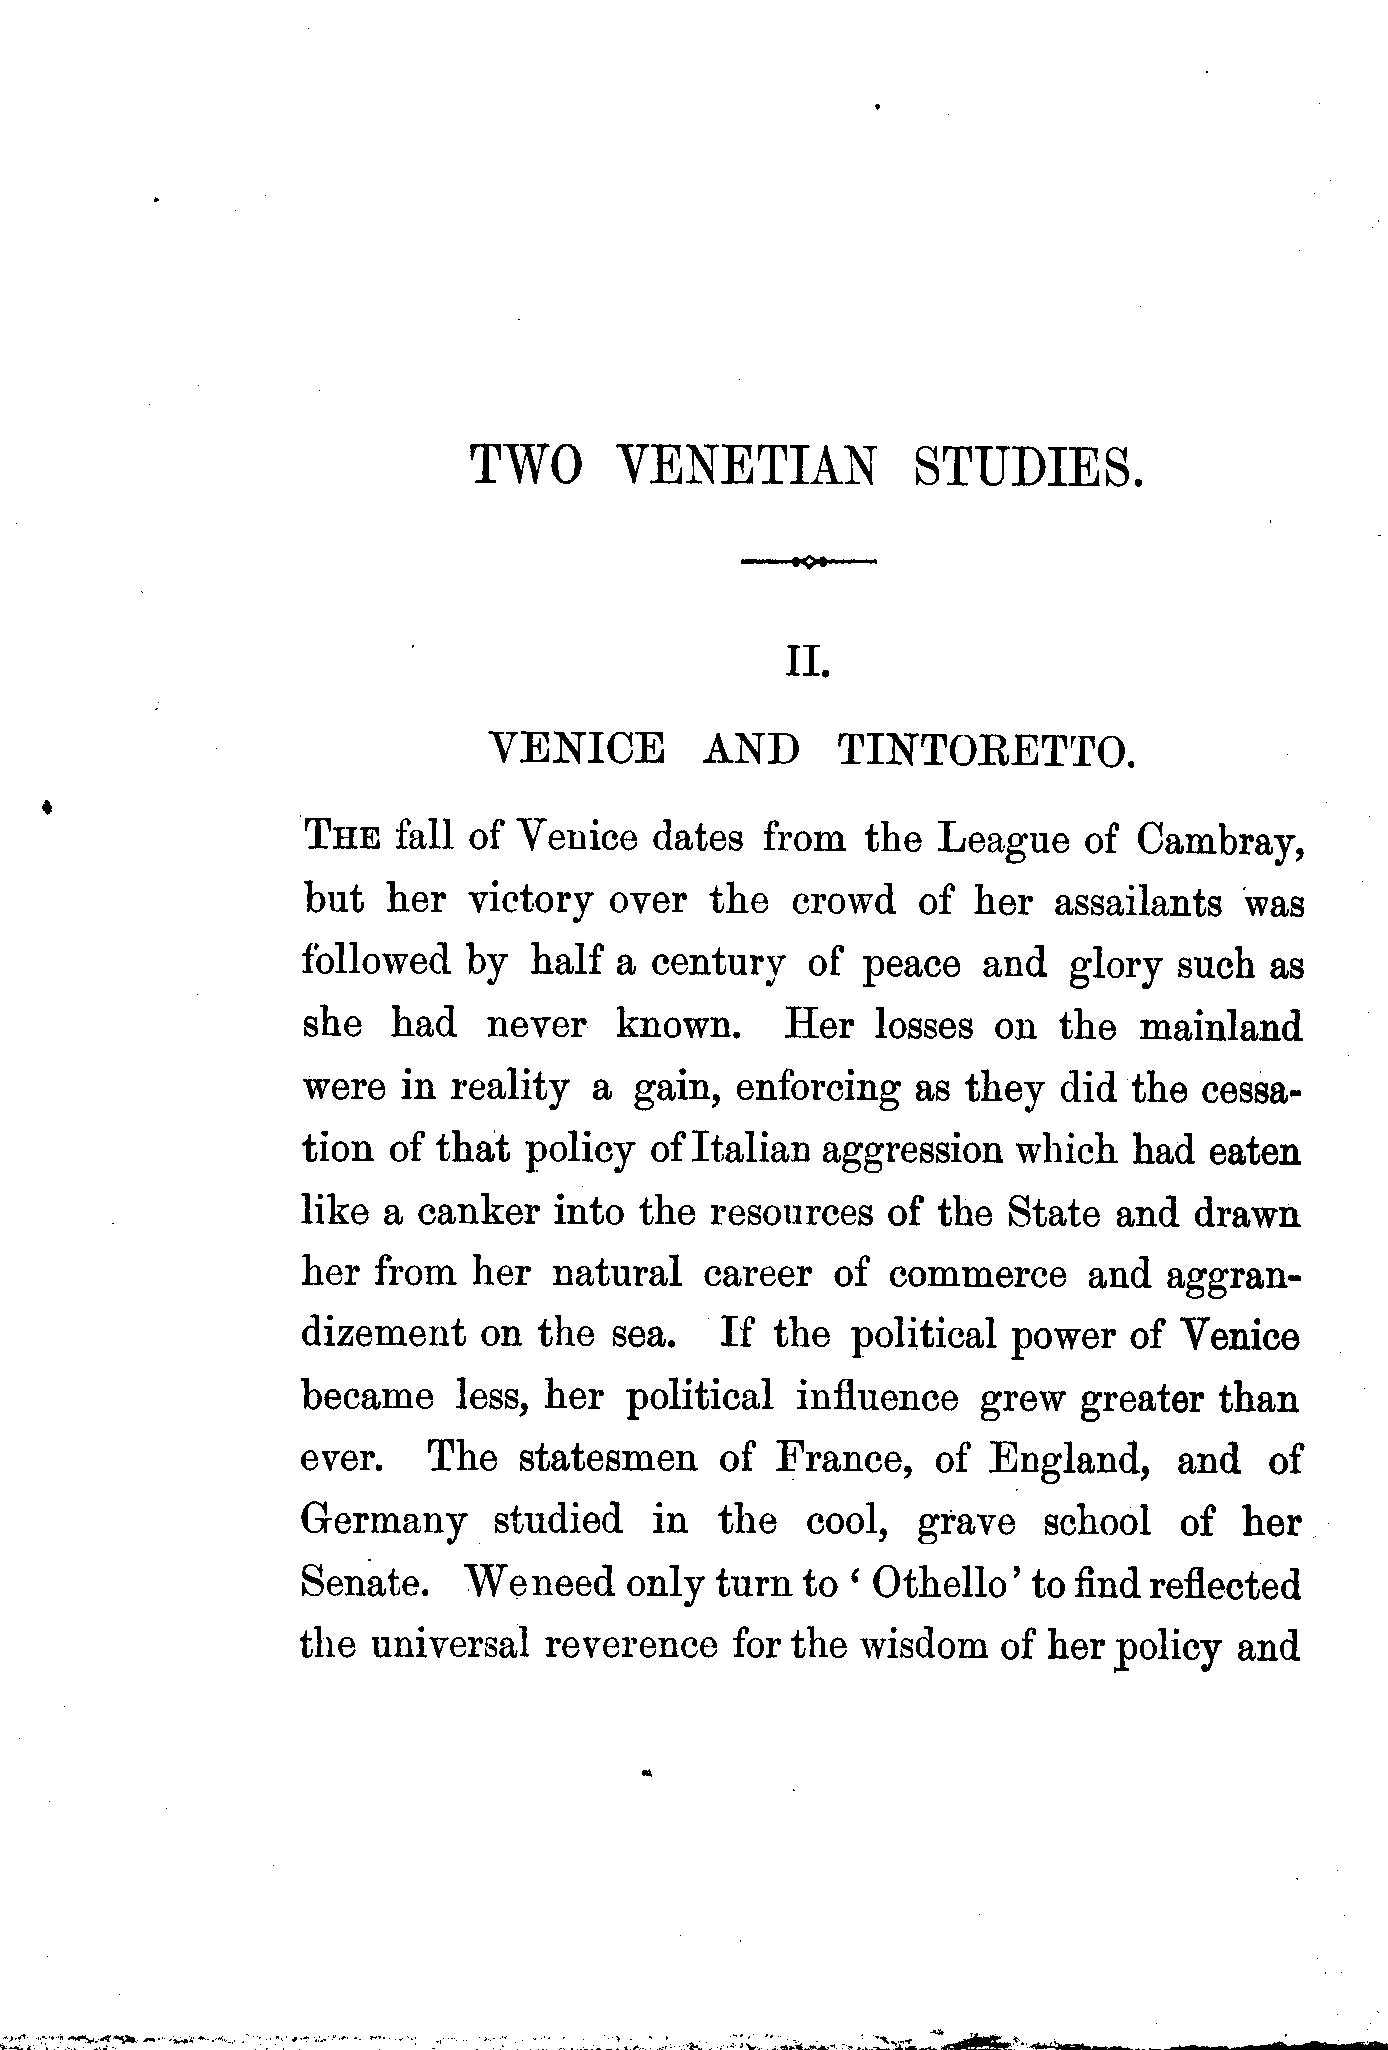 TWO VENETIAN STUDIES.
II.
VENICE AND TINTORETTO.
THE fall of Venice dates from the League of Cambray,
but her victory over the crowd of her assailants was
followed by half a century of peace and glory such as
she had never known. Her losses on the mainland
were in reality a gain, enforcing as they did the cessa-
tion of that policy of Italian aggression which had eaten
like a canker into the resources of the State and drawn
her from her natural career of commerce and aggran-
dizement on the sea. If the political power of Venice
became less, her political influence grew greater than
ever. The statesmen of France, of England, and of
Germany studied in the cool, grave school of her
Senate. We need only turn to ‘ Othello ’ to find reflected
the universal reverence for the wisdom of her policy and